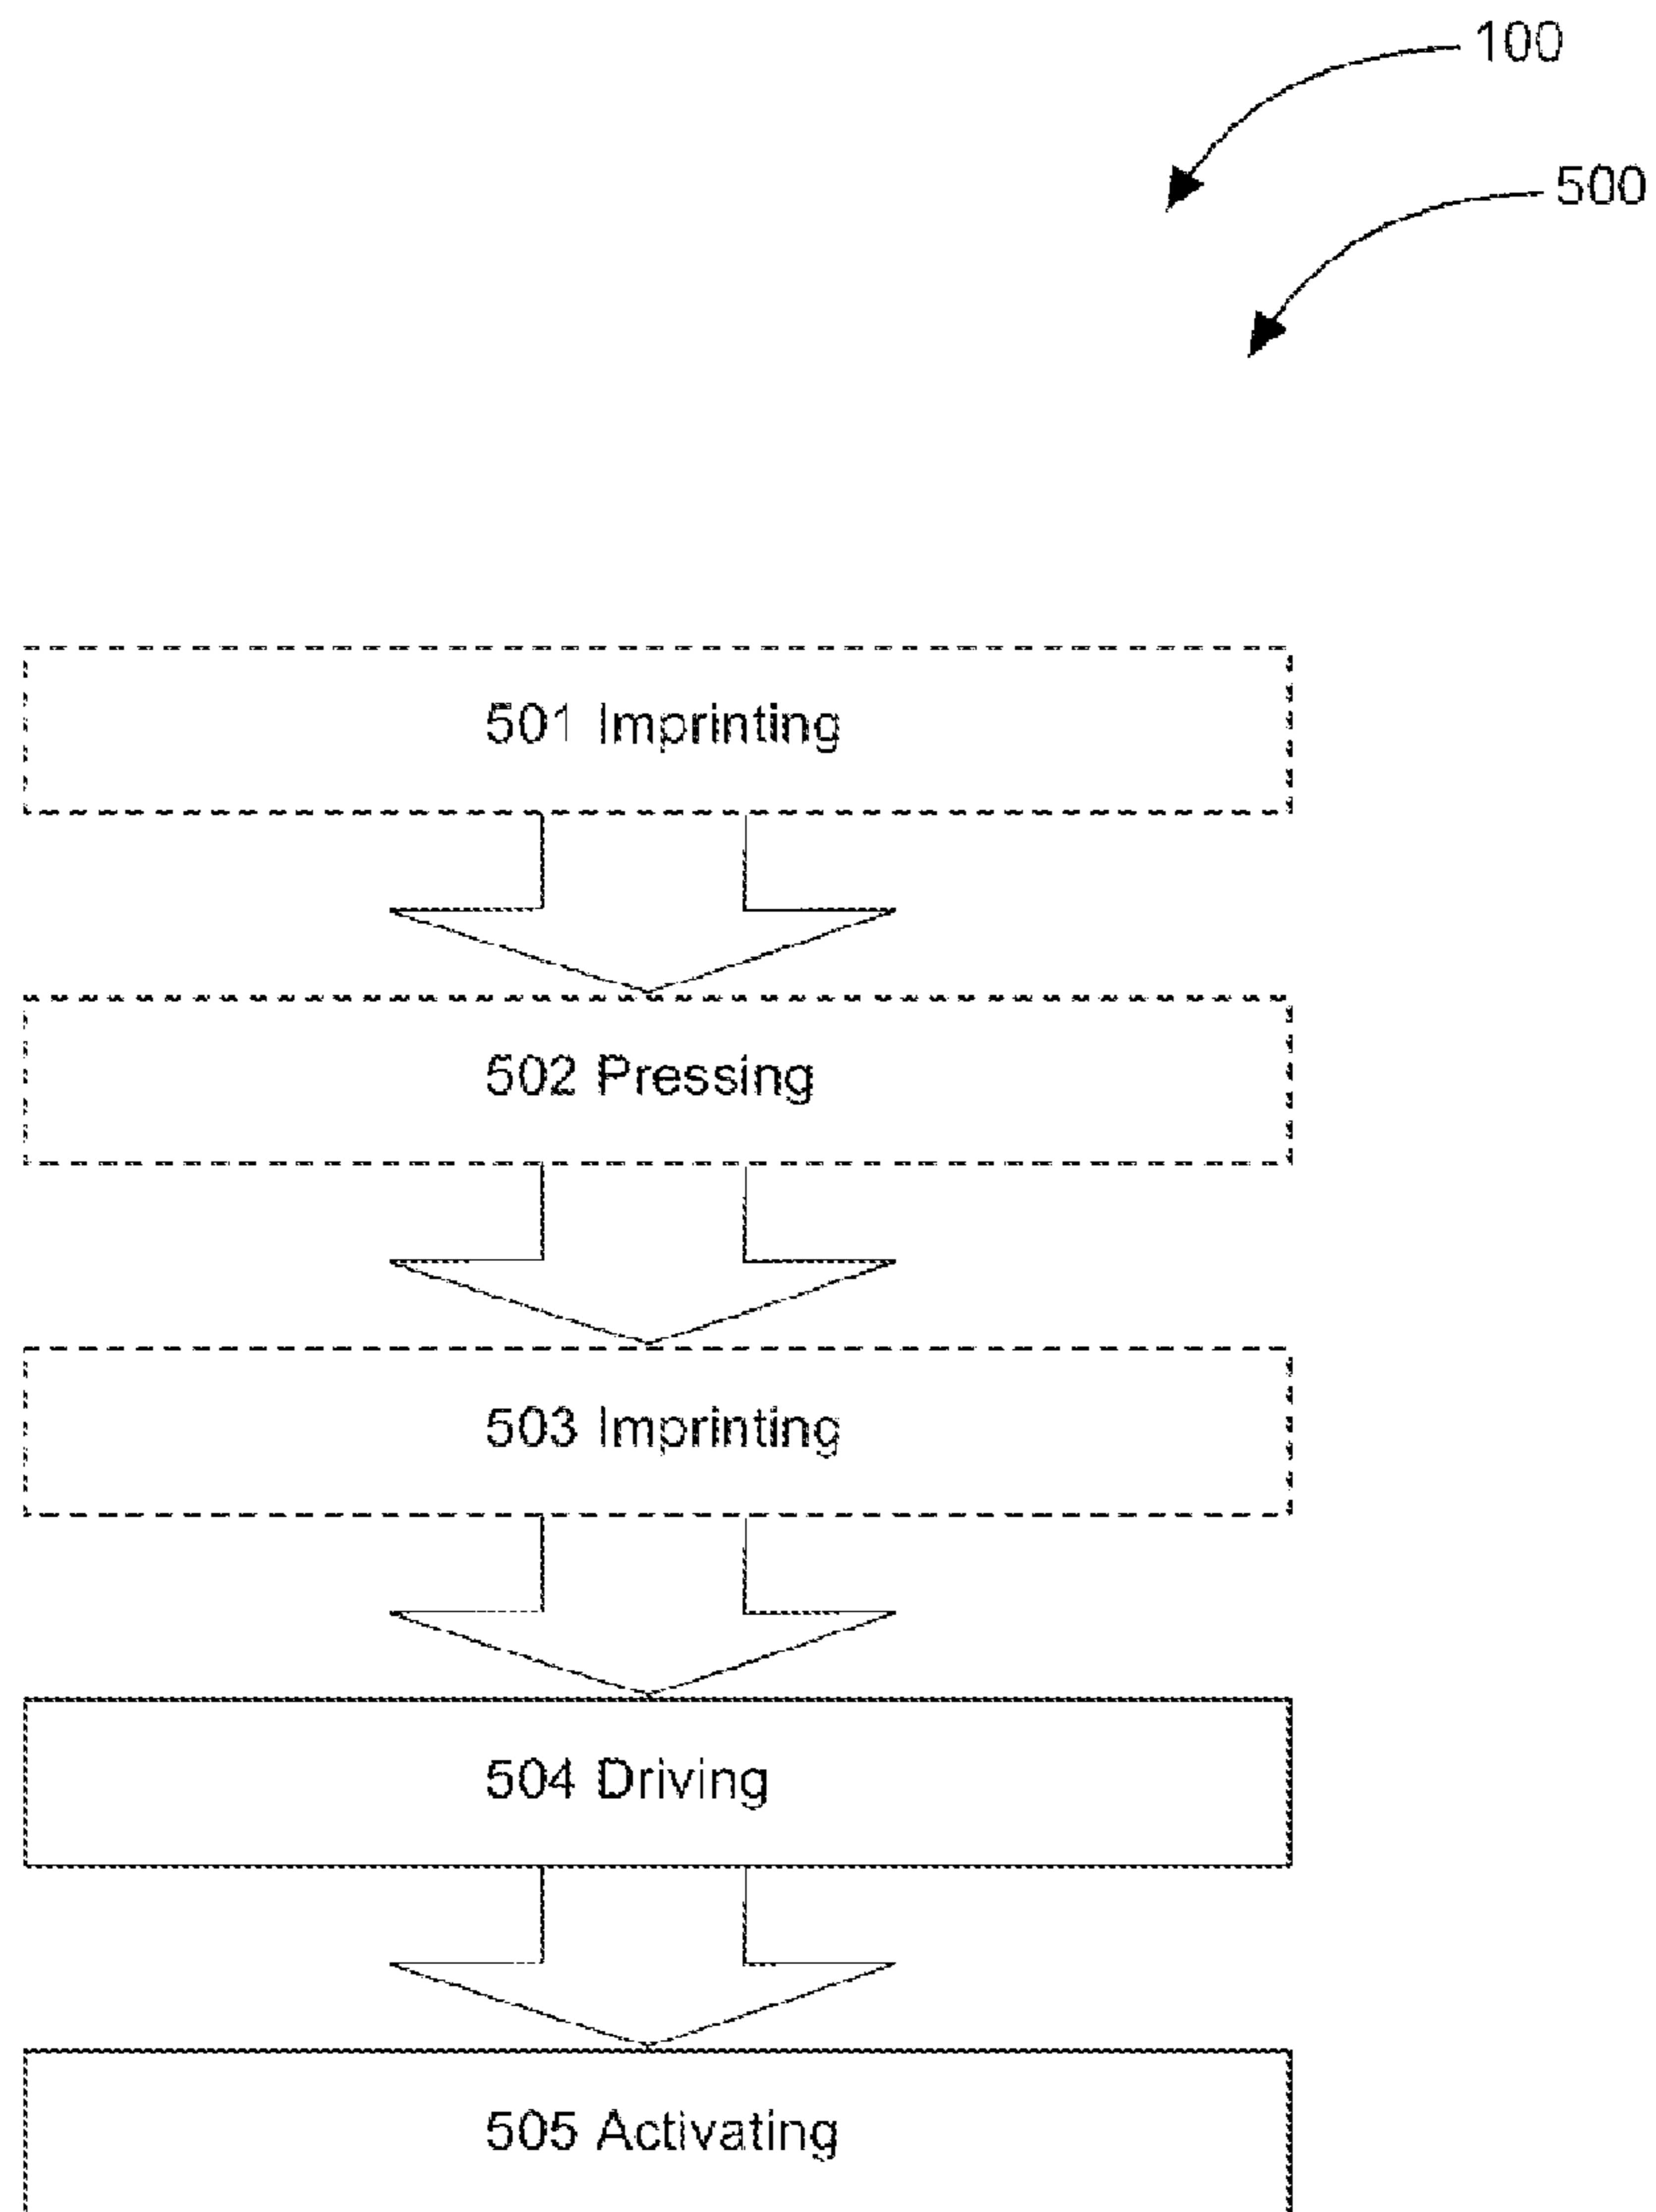 100
500
501 Imprinting
502 Pressing
503 Imprinting
504 Driving
505 Activating